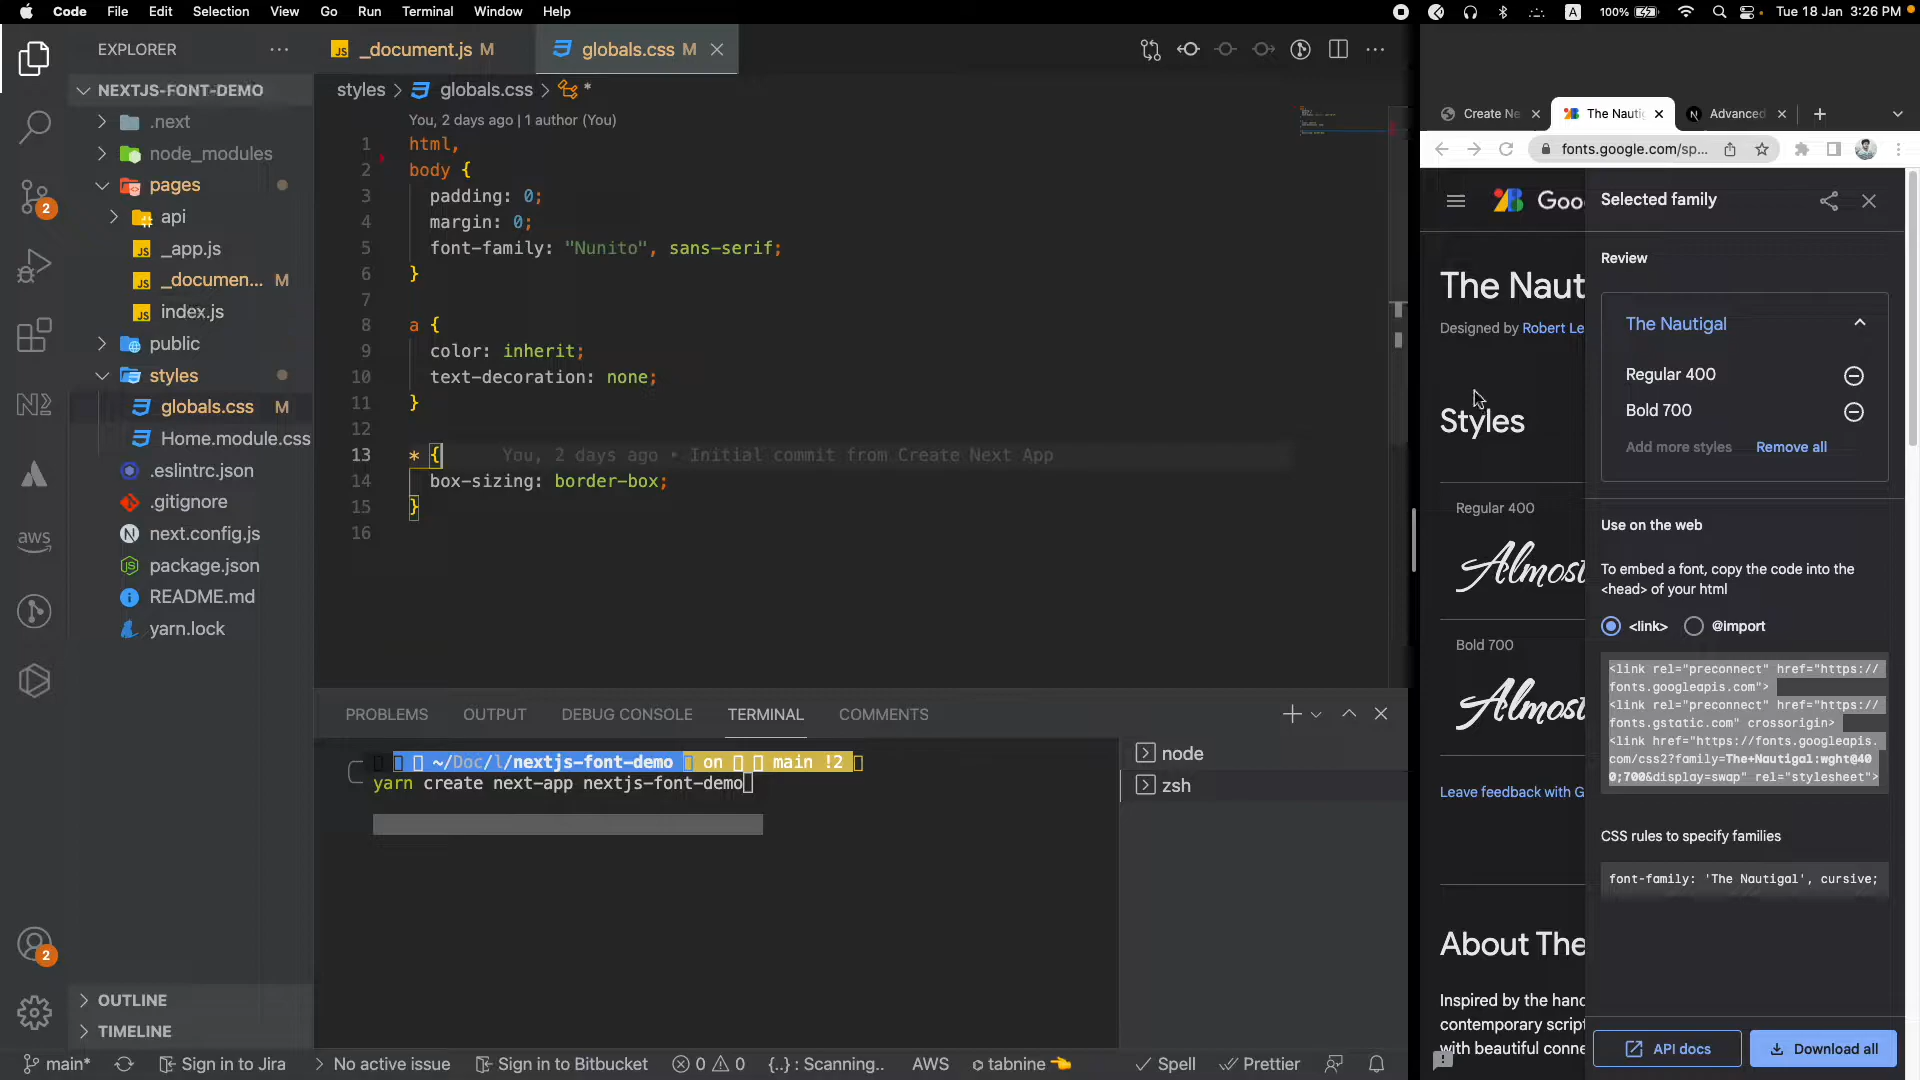 Code File Edit Selection View Go Run Terminal Window Help
A 100% Tue 18 Jan 3:26 PM
EXPLORER
NEXTJS-FONT-DEMO
.next
node_modules
pages
api
_app.js
_documen... M
index.js
public
styles
globals.css M
Home.module.css
.eslintrc.json
.gitignore
next.config.js
package.json
README.md
yarn.lock
OUTLINE
TIMELINE
2
aws
2
_document.js M
globals.css M
styles > globals.css > *
You, 2 days ago | 1 author (You)
1 html,
2 body {
3 padding: 0;
4 margin: 0;
5 font-family: "Nunito", sans-serif;
6 }
7
8 a {
9 color: inherit;
10 text-decoration: none;
11 }
12
13 * { You, 2 days ago • Initial commit from Create Next App
14 box-sizing: border-box;
15 }
16
PROBLEMS OUTPUT DEBUG CONSOLE TERMINAL COMMENTS
~/Doc/l/nextjs-font-demo on main !2
yarn create next-app nextjs-font-demo
node
zsh
main* Sign in to Jira No active issue Sign in to Bitbucket 0 0 {..} : Scanning.. AWS tabnine Spell Prettier
Create Ne
The Nautig
Advanced
fonts.google.com/sp...
Goo
The Naut
Designed by Robert Le
Styles
Regular 400
Almost
Bold 700
Almost
Leave feedback with G
About The
Inspired by the hand
contemporary script
with beautiful conne
Selected family
Review
The Nautigal
Regular 400
Bold 700
Add more styles Remove all
Use on the web
To embed a font, copy the code into the
<head> of your html
<link> @import
<link rel="preconnect" href="https://
fonts.googleapis.com">
<link rel="preconnect" href="https://
fonts.gstatic.com" crossorigin>
<link href="https://fonts.googleapis.
com/css2?family=The+Nautigal:wght@40
0;700&display=swap" rel="stylesheet">
CSS rules to specify families
font-family: 'The Nautigal', cursive;
API docs
Download all